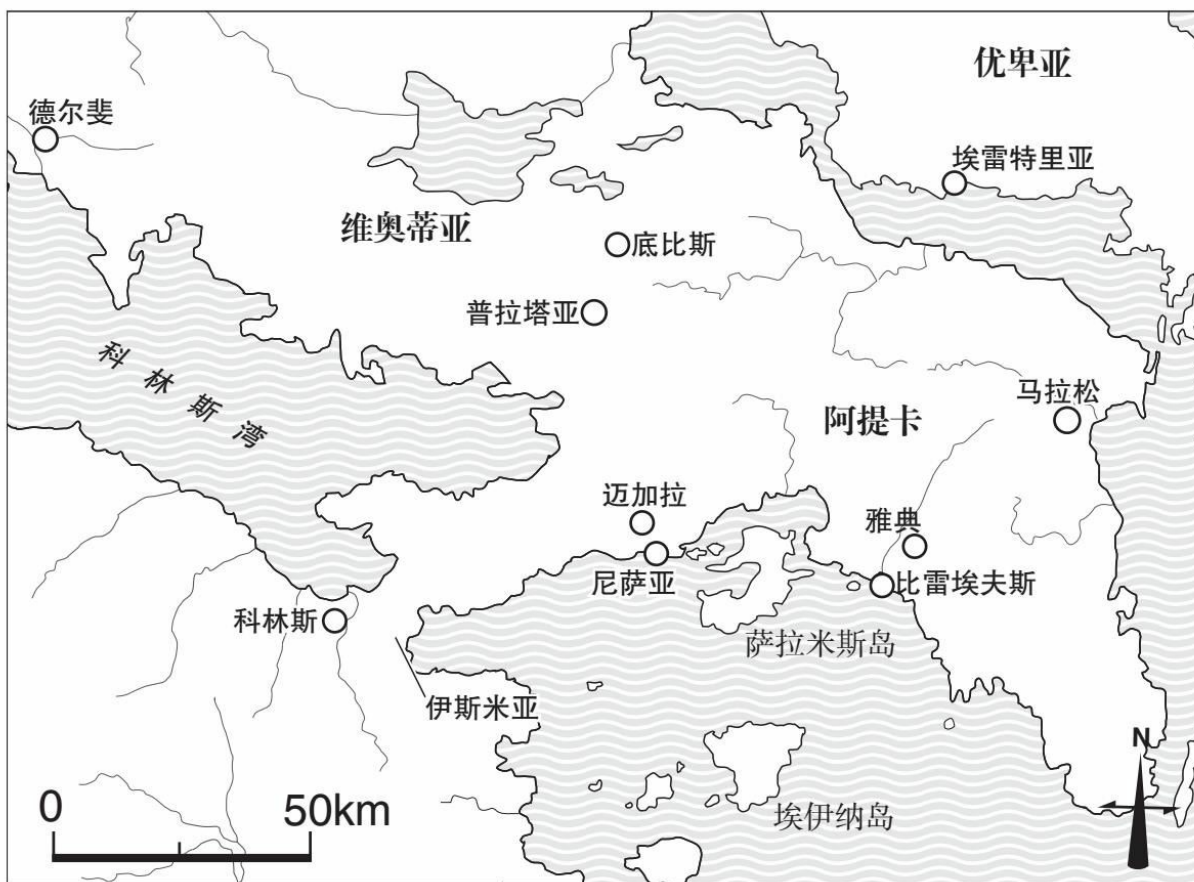 优卑亚
德尔斐
埃雷特里亚
维奥蒂亚
底比斯
普拉塔亚
科林斯湾
马拉松
阿提卡
迈加拉
雅典
尼萨亚
比雷埃夫斯
科林斯
萨拉米斯岛
伊斯米亚
N
0 50km
埃伊纳岛